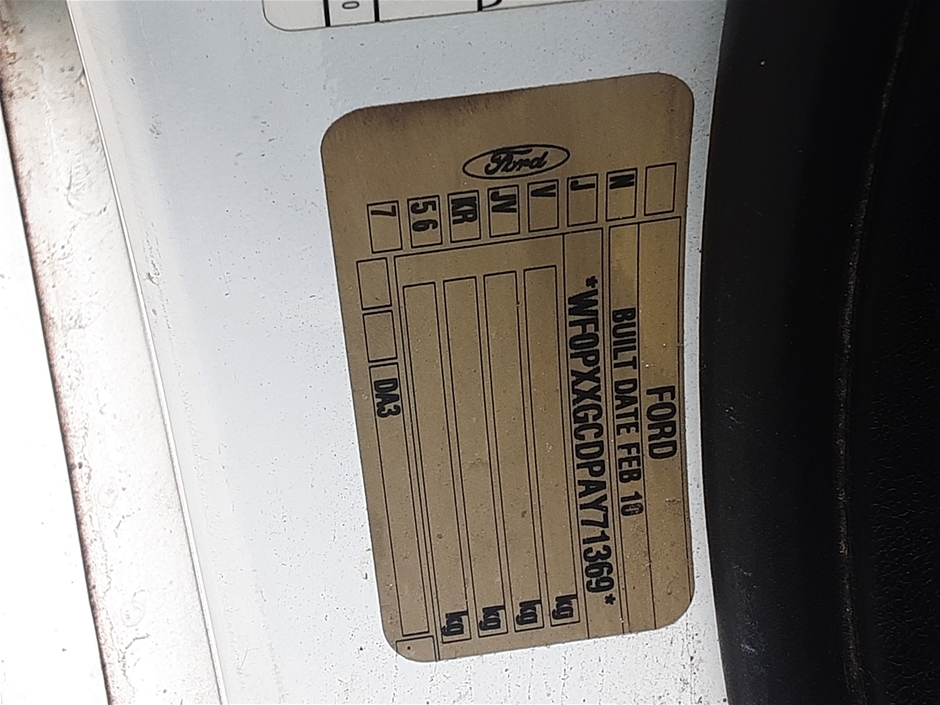 Ford
FORD
N BUILT DATE FEB 10
J *WF0PXXGCDPAY71369*
V kg
JV kg
KR kg
5 6 kg
7 DA3